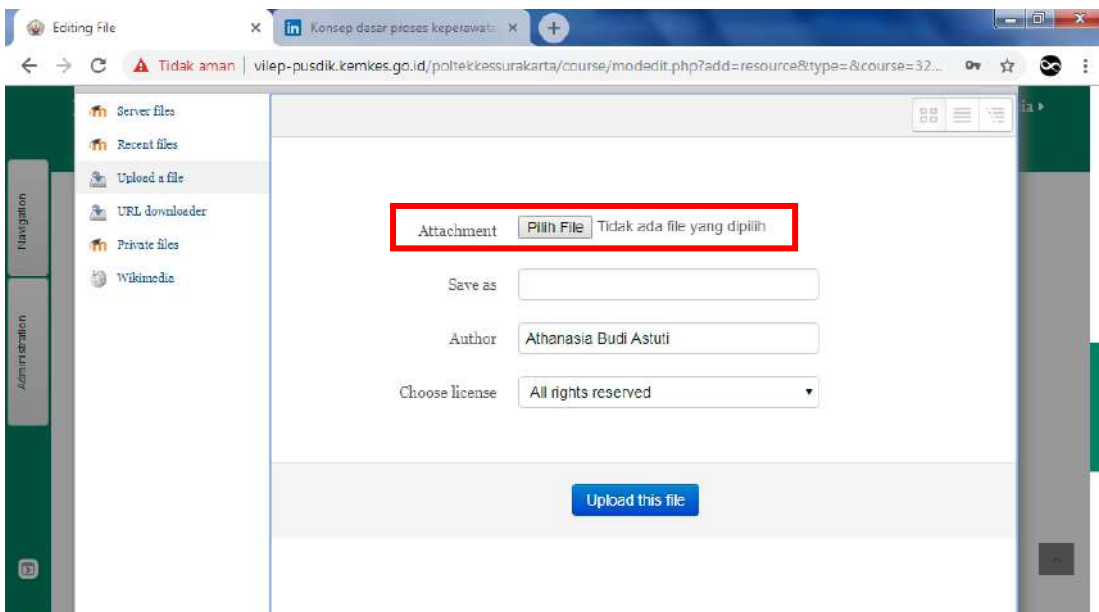 Editing File
Konsep dasar proses keperawat
Tidak aman
vilep-pusdik.kemkes.go.id/poltekkessurakarta/course/modedit.php?add=resource&type=&course=32...
Server files
Recent files
Upload a file
URL downloader
Private files
Wikimedia
Navigation
Administration
Attachment
Pilih File Tidak ada file yang dipilih
Save as
Author
Athanasia Budi Astuti
Choose license
All rights reserved
Upload this file